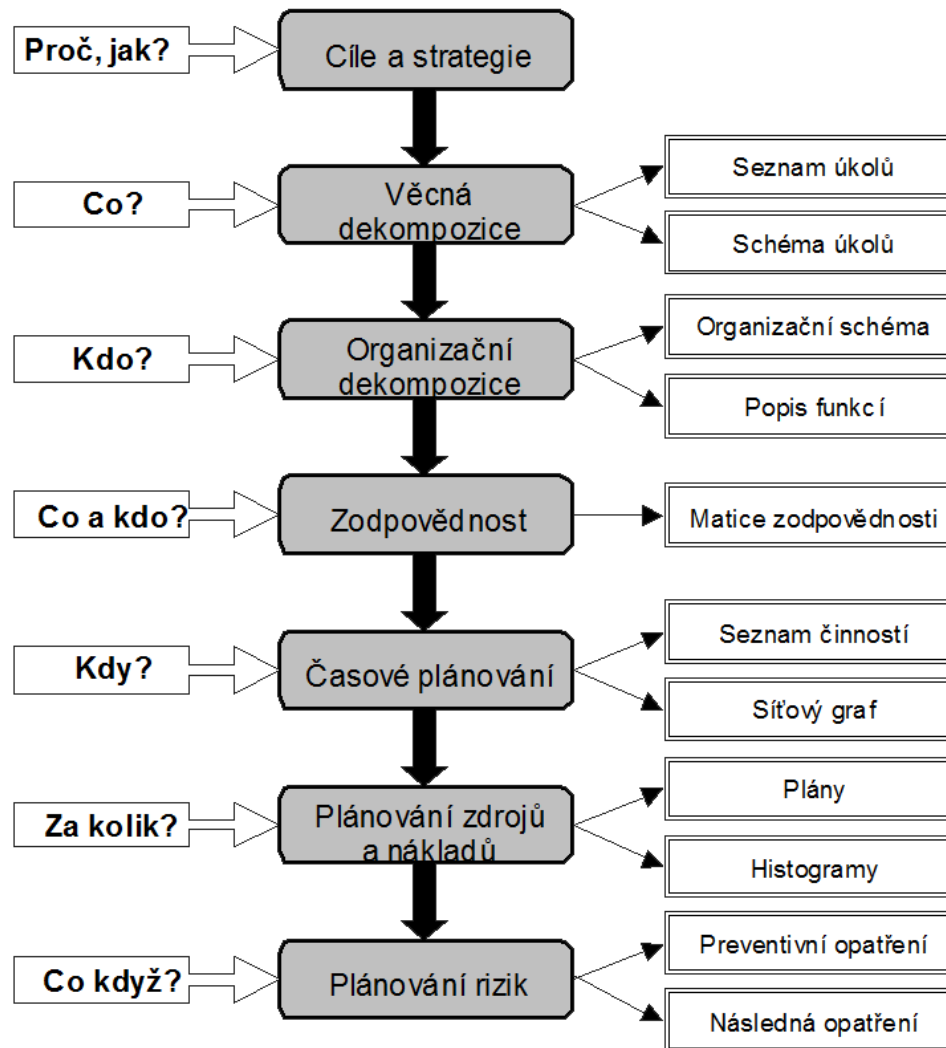 Proč, jak?
Cíle a strategie
Co?
Věcná
dekompozice
Seznam úkolů
Schéma úkolů
Kdo?
Organizační
dekompozice
Organizační schéma
Popis funkcí
Co a kdo?
Zodpovědnost
Matice zodpovědnosti
Kdy?
Časové plánování
Seznam činností
Síťový graf
Za kolik?
Plánování zdrojů
a nákladů
Plány
Histogramy
Co když?
Plánování rizik
Preventivní opatření
Následná opatření